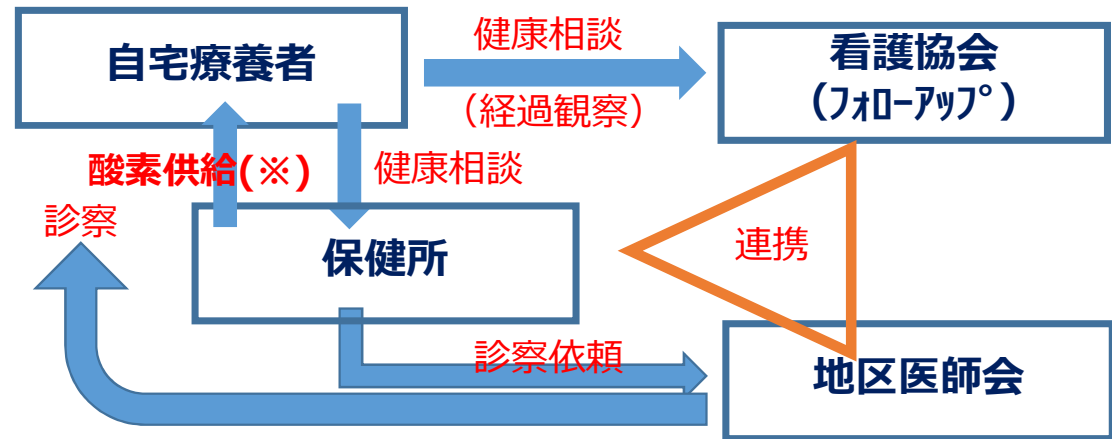 自宅療養者
健康相談
(経過観察)
看護協会
(ﾌｫﾛｰｱｯﾌﾟ)
酸素供給(※)
健康相談
診察
保健所
連携
診察依頼
地区医師会